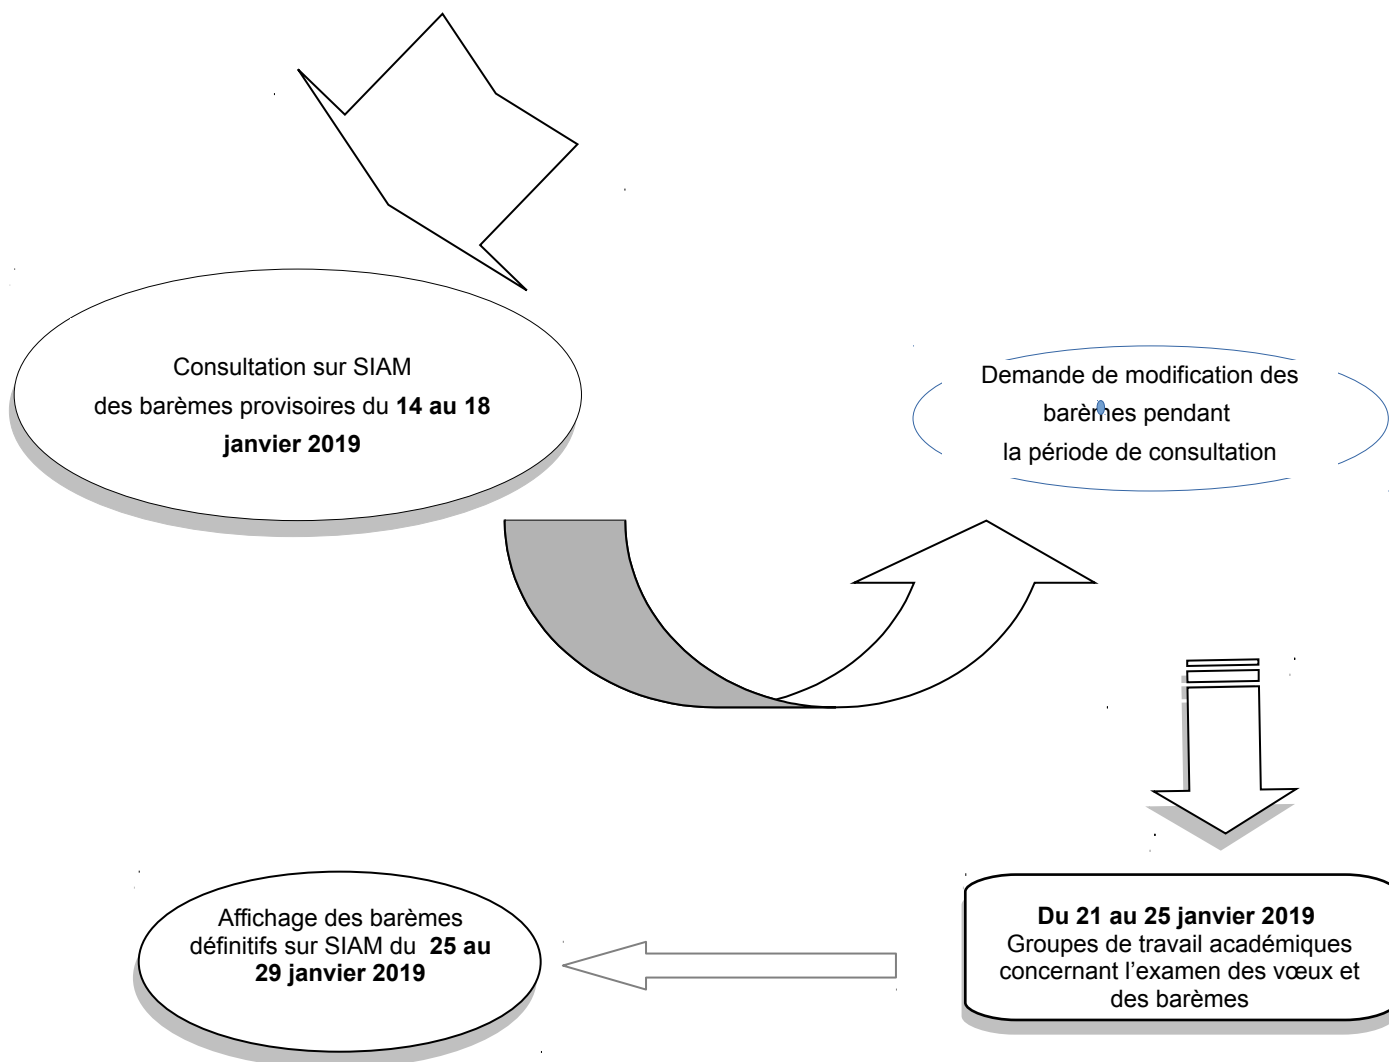 Consultation sur SIAM
des barèmes provisoires du 14 au 18
janvier 2019
Demande de modification des
barèmes pendant
la période de consultation
Du 21 au 25 janvier 2019
Groupes de travail académiques
concernant l’examen des vœux et
des barèmes
Affichage des barèmes
définitifs sur SIAM du 25 au
29 janvier 2019